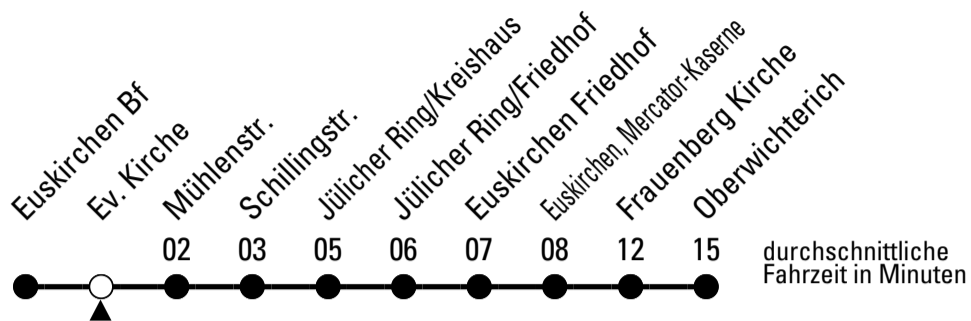 Euskirchen Bf
Ev. Kirche
Mühlenstr.
Schillingstr.
Jülicher Ring/Kreishaus
Jülicher Ring/Friedhof
Euskirchen Friedhof
Euskirchen, Mercator-Kaserne
Frauenberg Kirche
Oberwichterich
02 03 05 06 07 08 12 15
durchschnittliche
Fahrzeit in Minuten